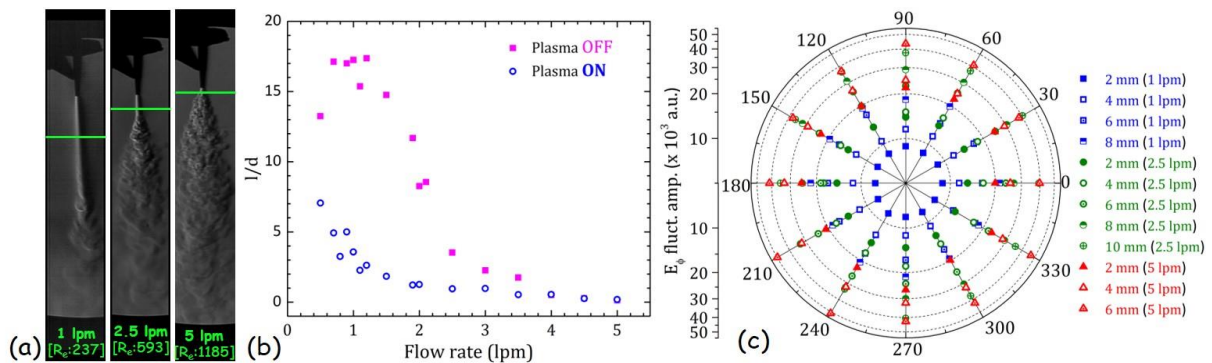 (a)
1 lpm
[Re:237]
2.5 lpm
[Re:593]
5 lpm
[Re:1185]
(b)
l/d
20
15
10
5
0
Plasma OFF
Plasma ON
0 1 2 3 4 5
Flow rate (lpm)
(c)
Eϕ fluct. amp. (x 10³ a.u.)
50
40
30
20
10
10
20
30
40
50
90
60
30
0
330
300
270
240
210
180
150
120
2 mm (1 lpm)
4 mm (1 lpm)
6 mm (1 lpm)
8 mm (1 lpm)
2 mm (2.5 lpm)
4 mm (2.5 lpm)
6 mm (2.5 lpm)
8 mm (2.5 lpm)
10 mm (2.5 lpm)
2 mm (5 lpm)
4 mm (5 lpm)
6 mm (5 lpm)